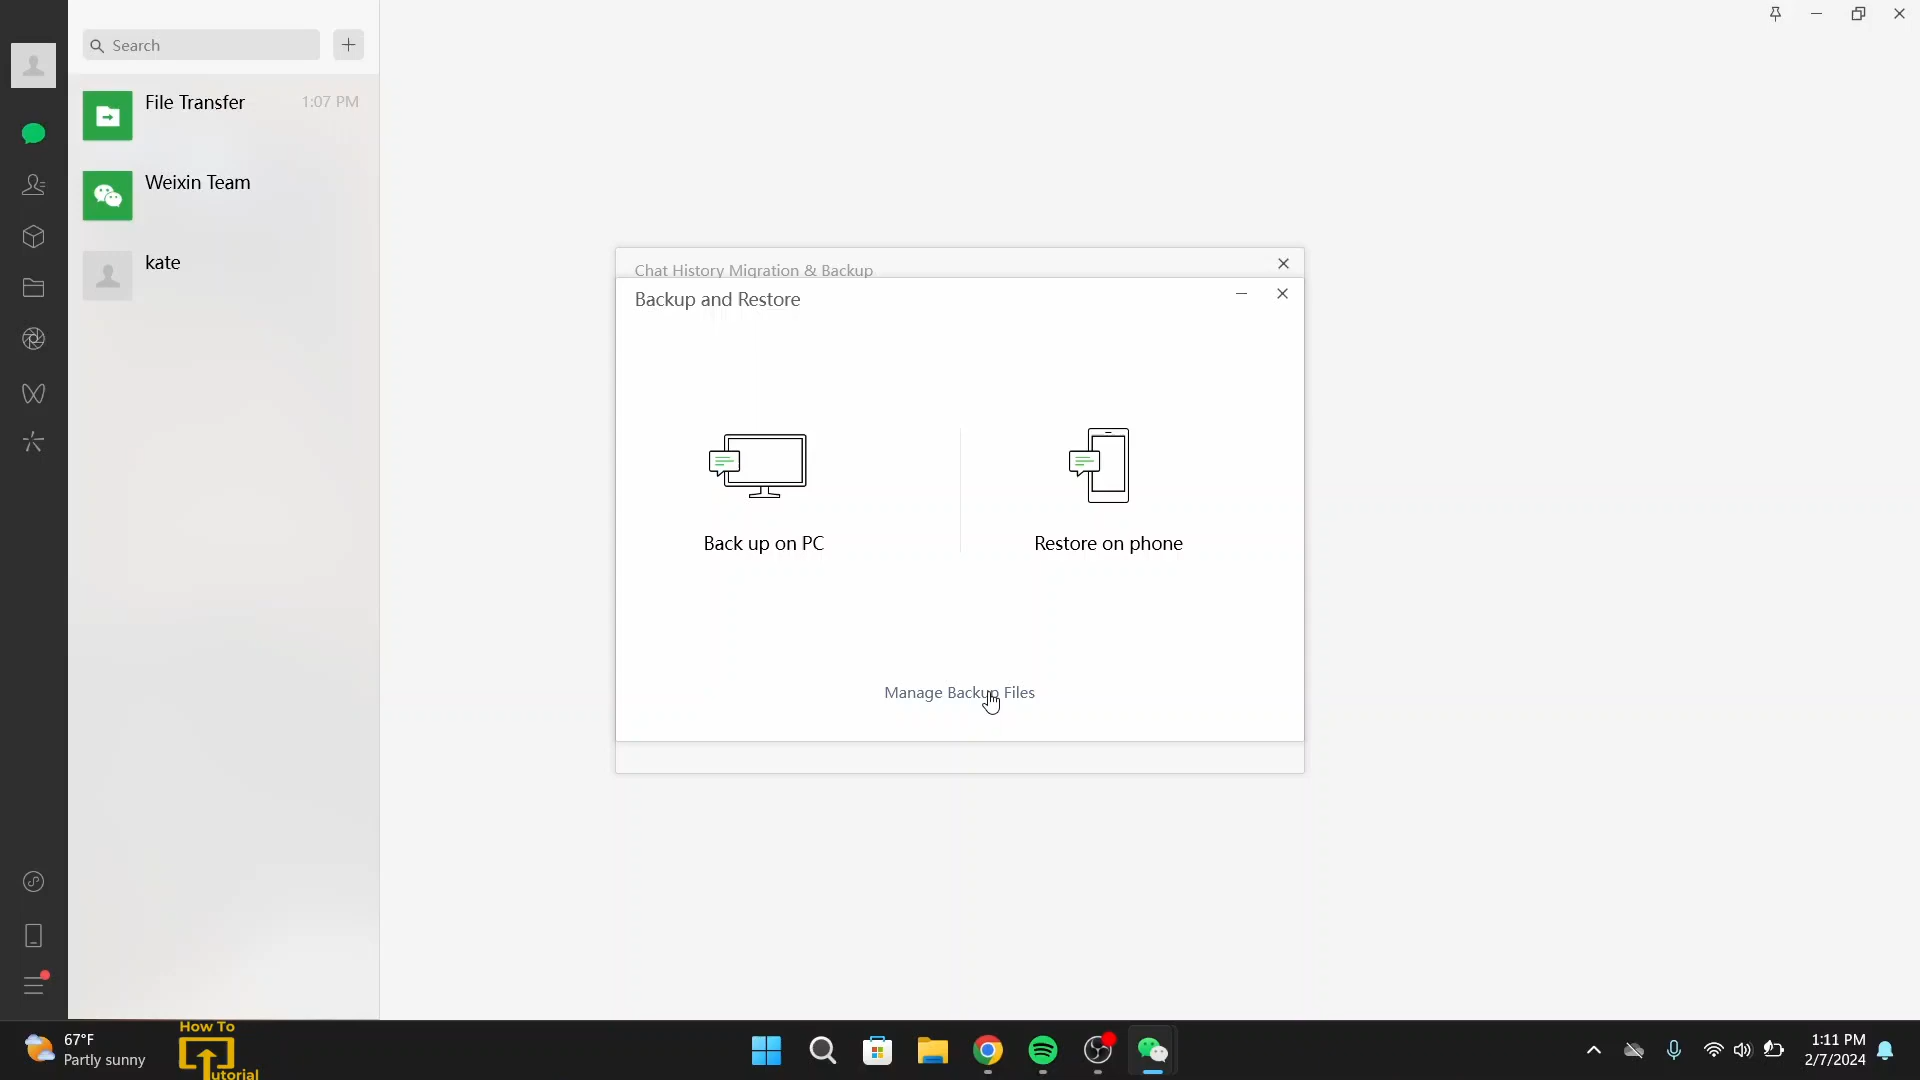 Search
File Transfer
1:07 PM
Weixin Team
kate
Chat History Migration & Backup
Backup and Restore
Back up on PC
Restore on phone
Manage Backup Files
67°F
Partly sunny
How To
utorial
1:11 PM
2/7/2024